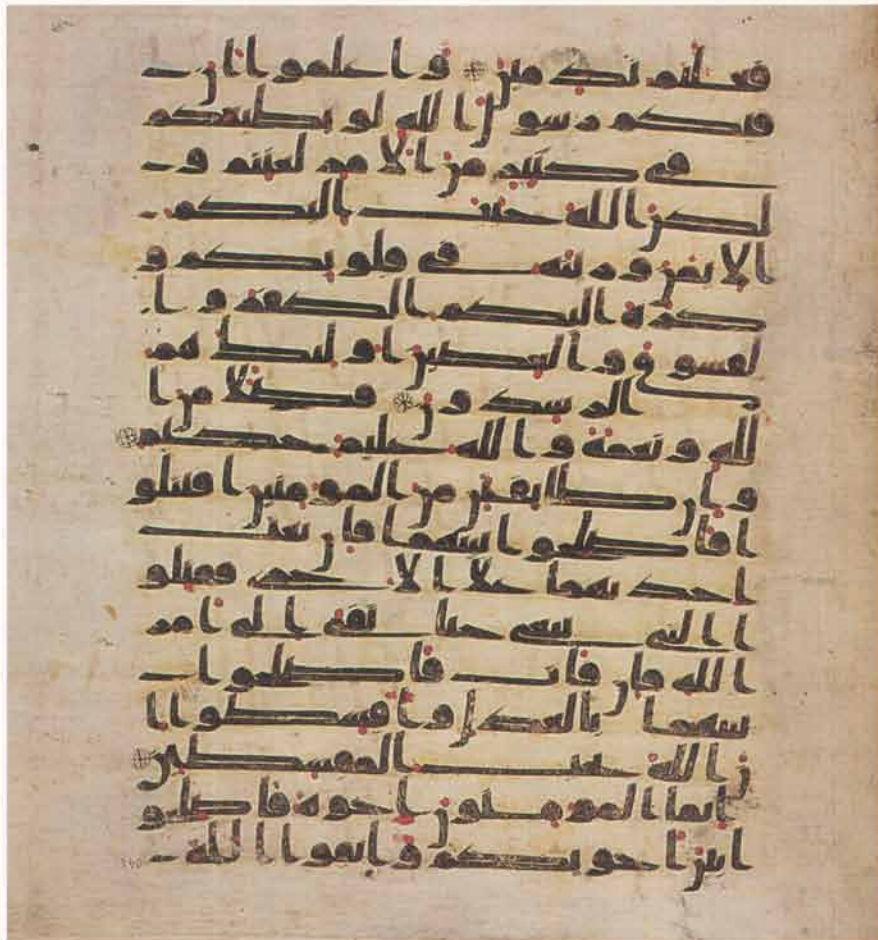 فعلتم ندمين واعلموا ان
فيكم رسول الله لو يطيعكم
في كثير من الامر لعنتم و
لكن الله حبب اليكم
الايمن وزينه في قلوبكم و
كره اليكم الكفر وا
لفسوق والعصين اوليك هم
الرشدون فضلا من ا
لله ونعمة والله عليم حكيم
وان طايفتن من المومنين اقتتلو
ا فاصلحوا بينهما فان بغت
احديهما علا الاخرى فقتلو
ا التي تبغي حتى تفي الى امر
الله فان فات فاصلحوا
بينهما بالعدل واقسطوا ا
ن الله يحب المقسطين
انما المومنون اخوة فاصلحو
ا بين اخويكم واتقوا الله